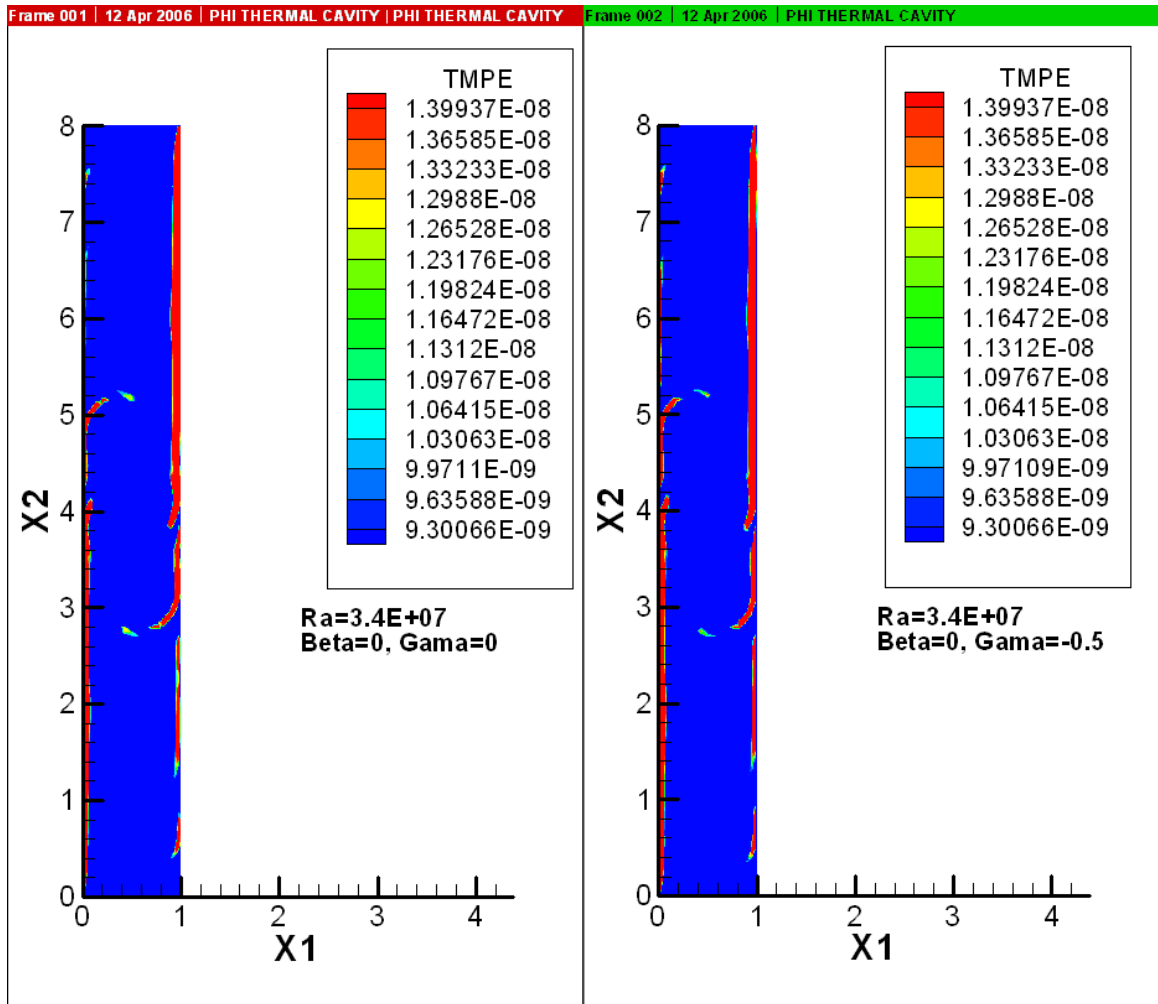 Frame 001 | 12 Apr 2006 | PHI THERMAL CAVITY | PHI THERMAL CAVITY
TMPE
1.39937E-08
1.36585E-08
1.33233E-08
1.2988E-08
1.26528E-08
1.23176E-08
1.19824E-08
1.16472E-08
1.1312E-08
1.09767E-08
1.06415E-08
1.03063E-08
9.9711E-09
9.63588E-09
9.30066E-09
8
7
6
5
4
3
2
1
0
X2
Ra=3.4E+07
Beta=0, Gama=0
0 1 2 3 4
X1
Frame 002 | 12 Apr 2006 | PHI THERMAL CAVITY
TMPE
1.39937E-08
1.36585E-08
1.33233E-08
1.2988E-08
1.26528E-08
1.23176E-08
1.19824E-08
1.16472E-08
1.1312E-08
1.09767E-08
1.06415E-08
1.03063E-08
9.97109E-09
9.63588E-09
9.30066E-09
8
7
6
5
4
3
2
1
0
X2
Ra=3.4E+07
Beta=0, Gama=-0.5
0 1 2 3 4
X1